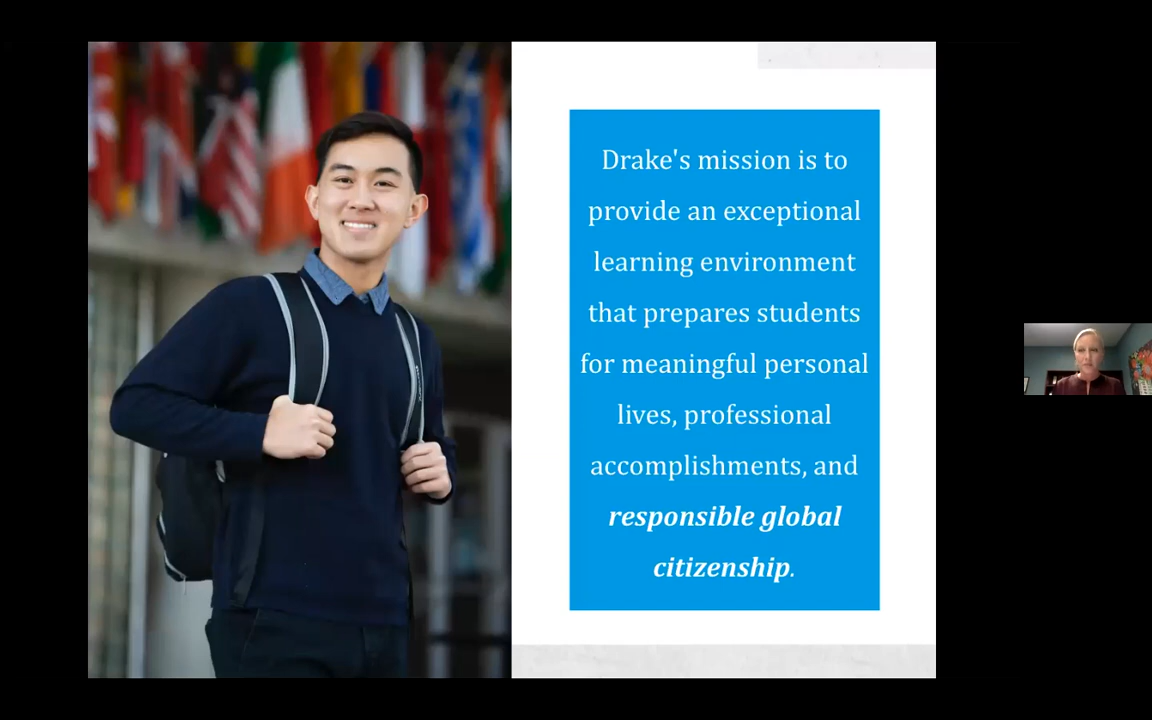 Drake's mission is to
provide an exceptional
learning environment
that prepares students
for meaningful personal
lives, professional
accomplishments, and
responsible global
citizenship.